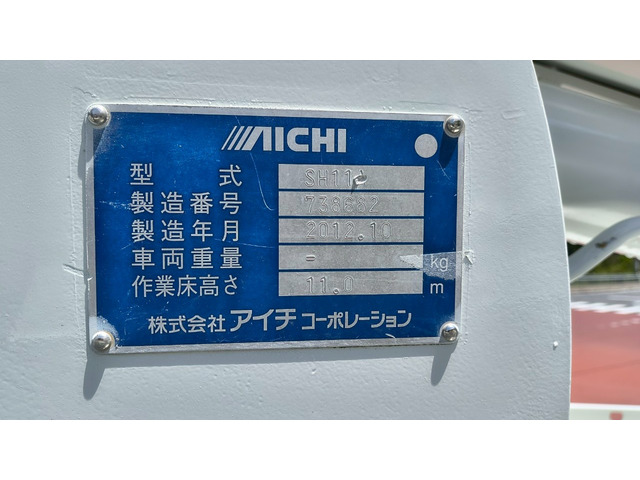 AICHI
型式
製造番号 738682
製造年月 2012.10
車両重量 = kg
作業床高さ 11.0 m
株式会社 アイチ コーポレーション